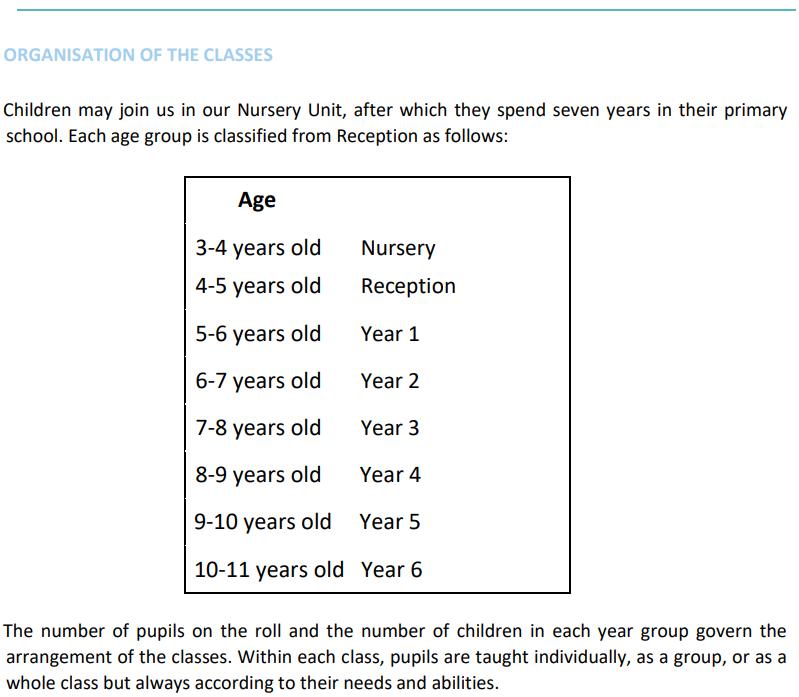 ORGANISATION OF THE CLASSES
Children may join us in our Nursery Unit, after which they spend seven years in their primary
school. Each age group is classified from Reception as follows:
Age
3-4 years old Nursery
4-5 years old Reception
5-6 years old Year 1
6-7 years old Year 2
7-8 years old Year 3
8-9 years old Year 4
9-10 years old Year 5
10-11 years old Year 6
The number of pupils on the roll and the number of children in each year group govern the
arrangement of the classes. Within each class, pupils are taught individually, as a group, or as a
whole class but always according to their needs and abilities.